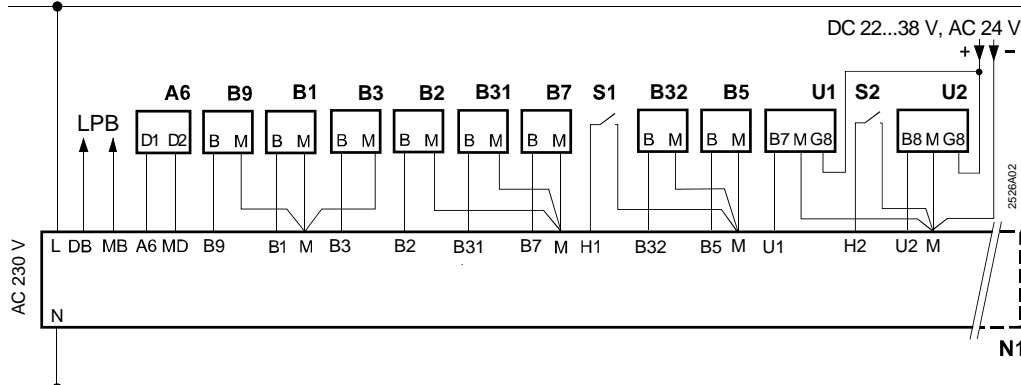 DC 22...38 V, AC 24 V
+ -
A6 B9 B1 B3 B2 B31 B7 S1 B32 B5 U1 S2 U2
LPB
D1 D2 B M B M B M B M B M B M B M B M B7 M G8 B8 M G8
2526A02
L DB MB A6 MD B9 B1 M B3 B2 B31 B7 M H1 B32 B5 M U1 H2 U2 M
AC 230 V
N
N1